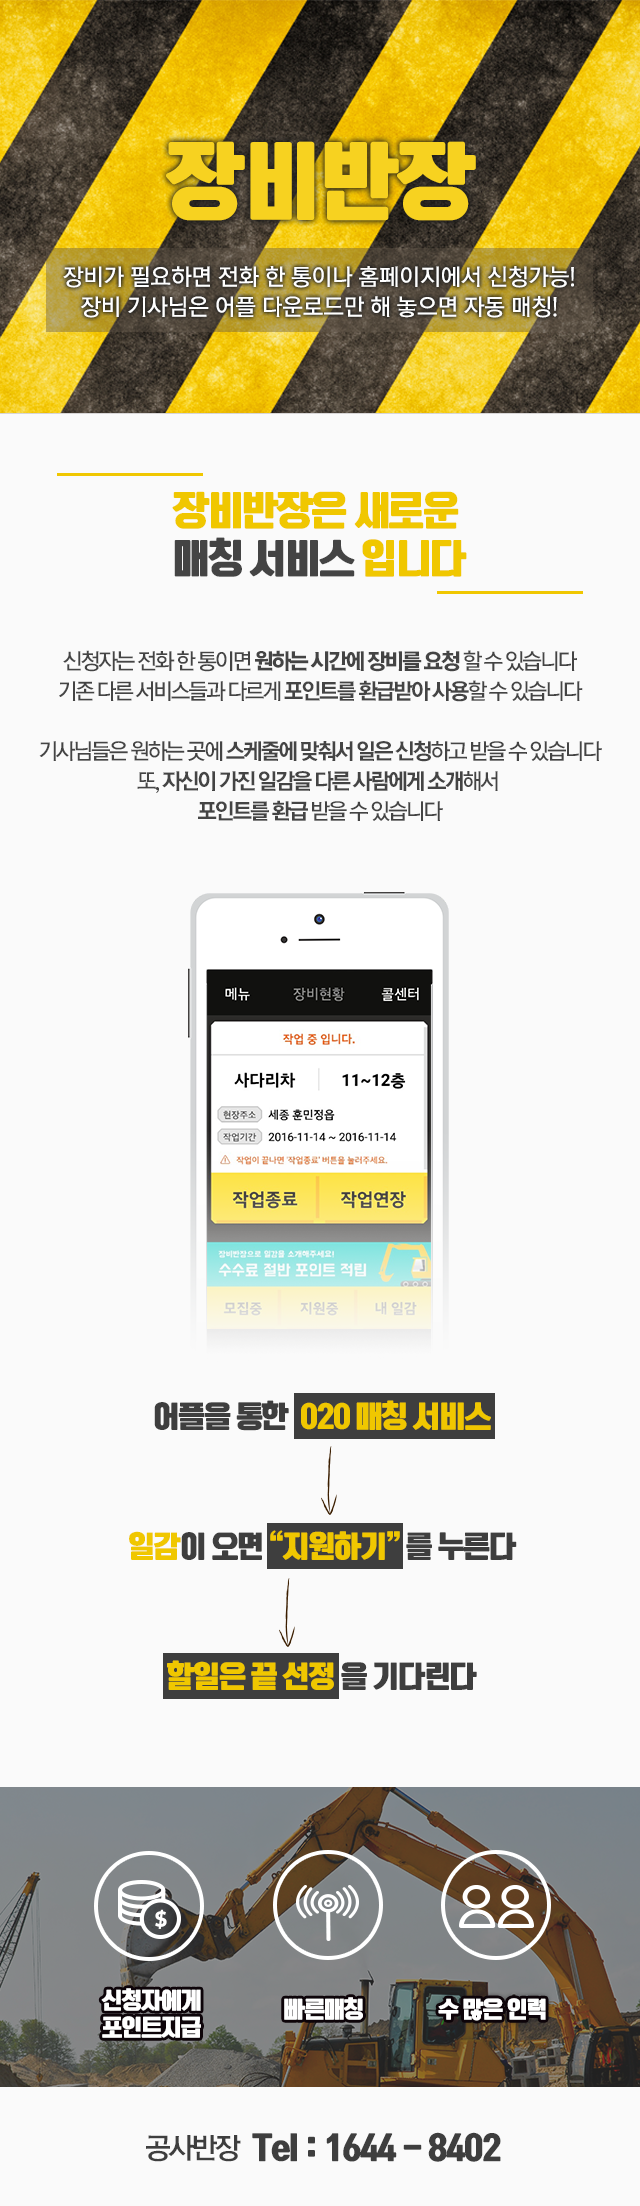 장비반장
장비가 필요하면 전화 한 통이나 홈페이지에서 신청가능!
장비 기사님은 어플 다운로드만 해 놓으면 자동 매칭!
장비반장은 새로운
매칭 서비스 입니다
신청자는 전화 한 통이면 원하는 시간에 장비를 요청 할 수 있습니다
기존 다른 서비스들과 다르게 포인트를 환급받아 사용할 수 있습니다
기사님들은 원하는 곳에 스케줄에 맞춰서 일은 신청하고 받을 수 있습니다
또, 자신이 가진 일감을 다른 사람에게 소개해서
포인트를 환급 받을 수 있습니다
메뉴 장비현황 콜센터
작업 중 입니다.
사다리차 11~12층
현장주소 세종 훈민정읍
작업기간 2016-11-14 ~ 2016-11-14
작업이 끝나면 '작업종료' 버튼을 눌러주세요.
작업종료 작업연장
장비반장으로 일감을 소개해주세요!
수수료 절반 포인트 적립
모집중 지원중 내 일감
어플을 통한 O2O 매칭 서비스
일감이 오면 “지원하기” 를 누른다
할일은 끝 선정 을 기다린다
$
신청자에게
포인트지급
빠른매칭
수 많은 인력
공사반장 Tel : 1644 - 8402